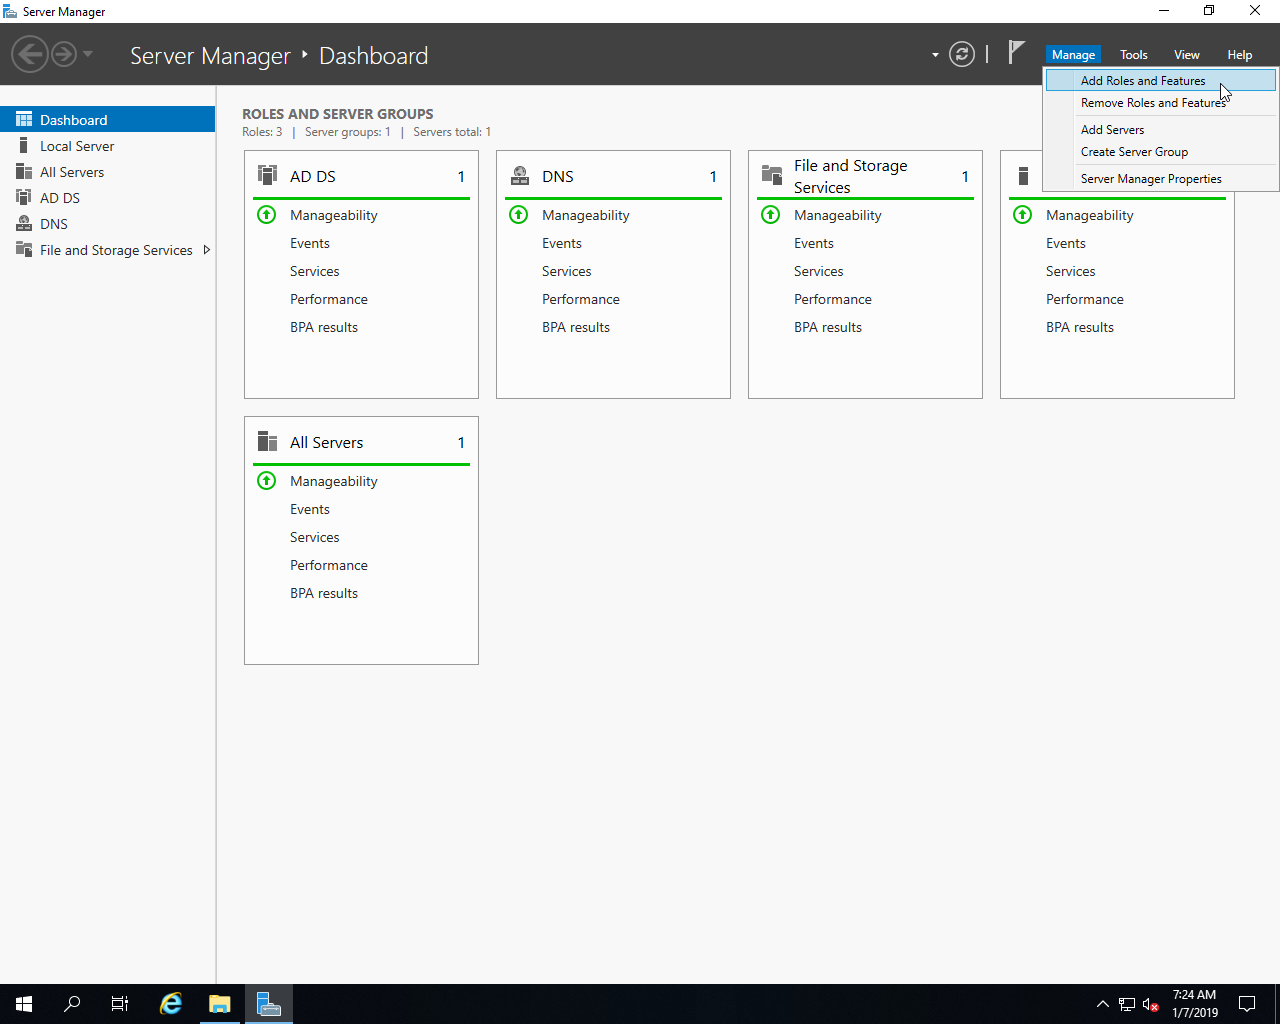 Server Manager
Server Manager ‣ Dashboard
Manage Tools View Help
Add Roles and Features
Remove Roles and Features
Add Servers
Create Server Group
Server Manager Properties
Dashboard
Local Server
All Servers
AD DS
DNS
File and Storage Services
ROLES AND SERVER GROUPS
Roles: 3 | Server groups: 1 | Servers total: 1
AD DS 1
Manageability
Events
Services
Performance
BPA results
DNS 1
Manageability
Events
Services
Performance
BPA results
File and Storage
Services 1
Manageability
Events
Services
Performance
BPA results
Manageability
Events
Services
Performance
BPA results
All Servers 1
Manageability
Events
Services
Performance
BPA results
7:24 AM
1/7/2019